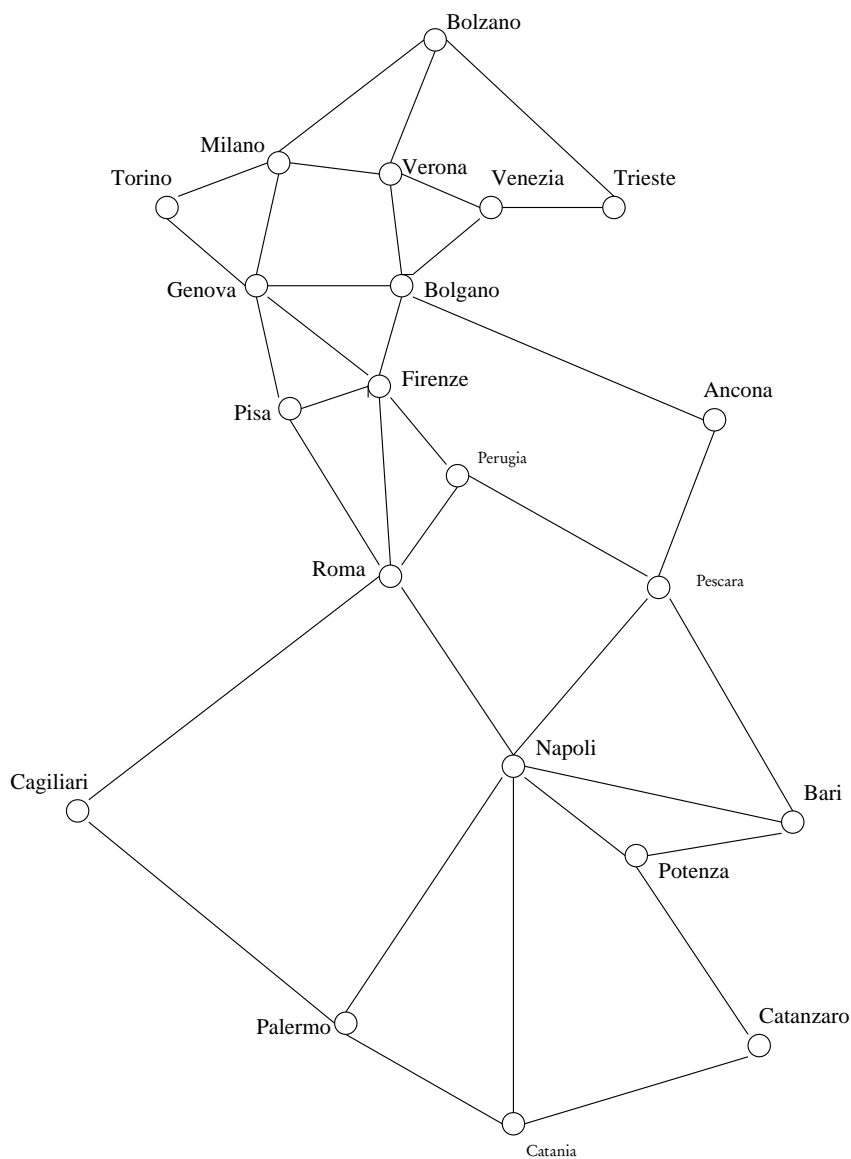 Bolzano
Milano
Verona
Torino
Venezia
Trieste
Genova
Bolgano
Firenze
Ancona
Pisa
Perugia
Roma
Pescara
Napoli
Cagiliari
Bari
Potenza
Catanzaro
Palermo
Catania